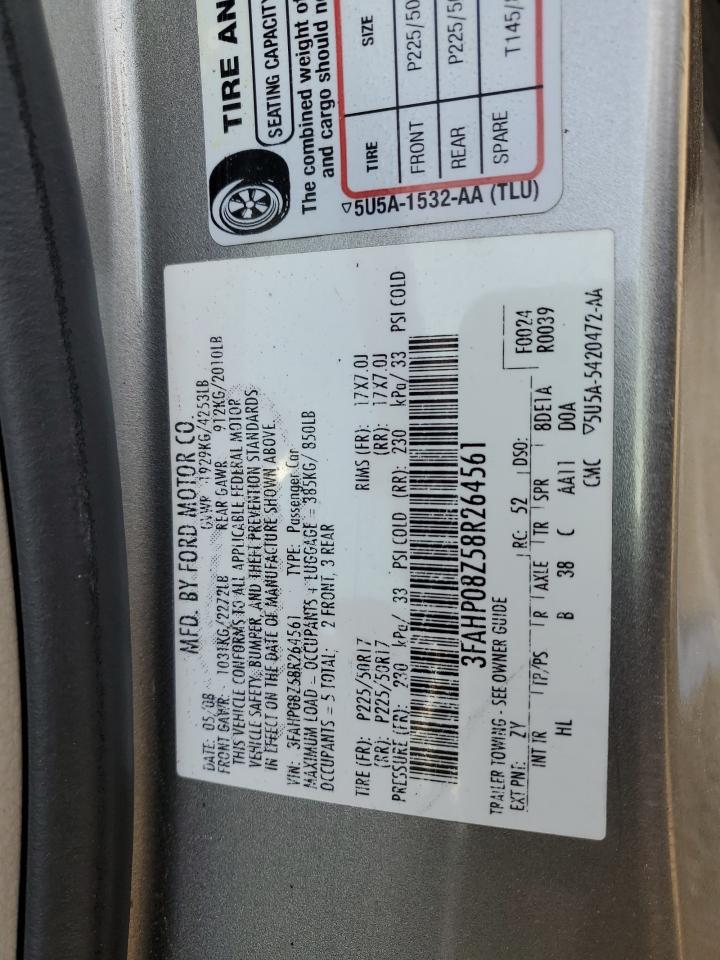 TIRE AN
SEATING CAPACITY
The combined weight of
and cargo should n
TIRE SIZE
FRONT P225/50
REAR P225/5
SPARE T145/
▽5U5A-1532-AA (TLU)
MFD. BY FORD MOTOR CO.
DATE: 05/08 GVWR: 1929KG/4253LB
FRONT GAWR: 1031KG/2272LB REAR GAWR 912KG/2010LB
THIS VEHICLE CONFORMS TO ALL APPLICABLE FEDERAL MOTOR
VEHICLE SAFETY, BUMPER, AND THEFT PREVENTION STANDARDS
IN EFFECT ON THE DATE OF MANUFACTURE SHOWN ABOVE.
VIN: 3FAHP08Z58R264561 TYPE: Passenger Car
MAXIMUM LOAD = OCCUPANTS + LUGGAGE = 385KG/ 850LB
OCCUPANTS = 5 TOTAL: 2 FRONT, 3 REAR
TIRE (FR): P225/50R17 RIMS (FR): 17X7.0J
(RR): P225/50R17 (RR): 17X7.0J
PRESSURE (FR): 230 kPa/ 33 PSI COLD (RR): 230 kPa/ 33 PSI COLD
3FAHP08Z58R264561
TRAILER TOWING - SEE OWNER GUIDE F0024
EXT PNT: ZY RC: 52 DSO: R0039
INT TR TP/PS R AXLE TR SPR 8DE1A
HL B 38 C AA11 D0A
CMC ▽5U5A-5420472-AA